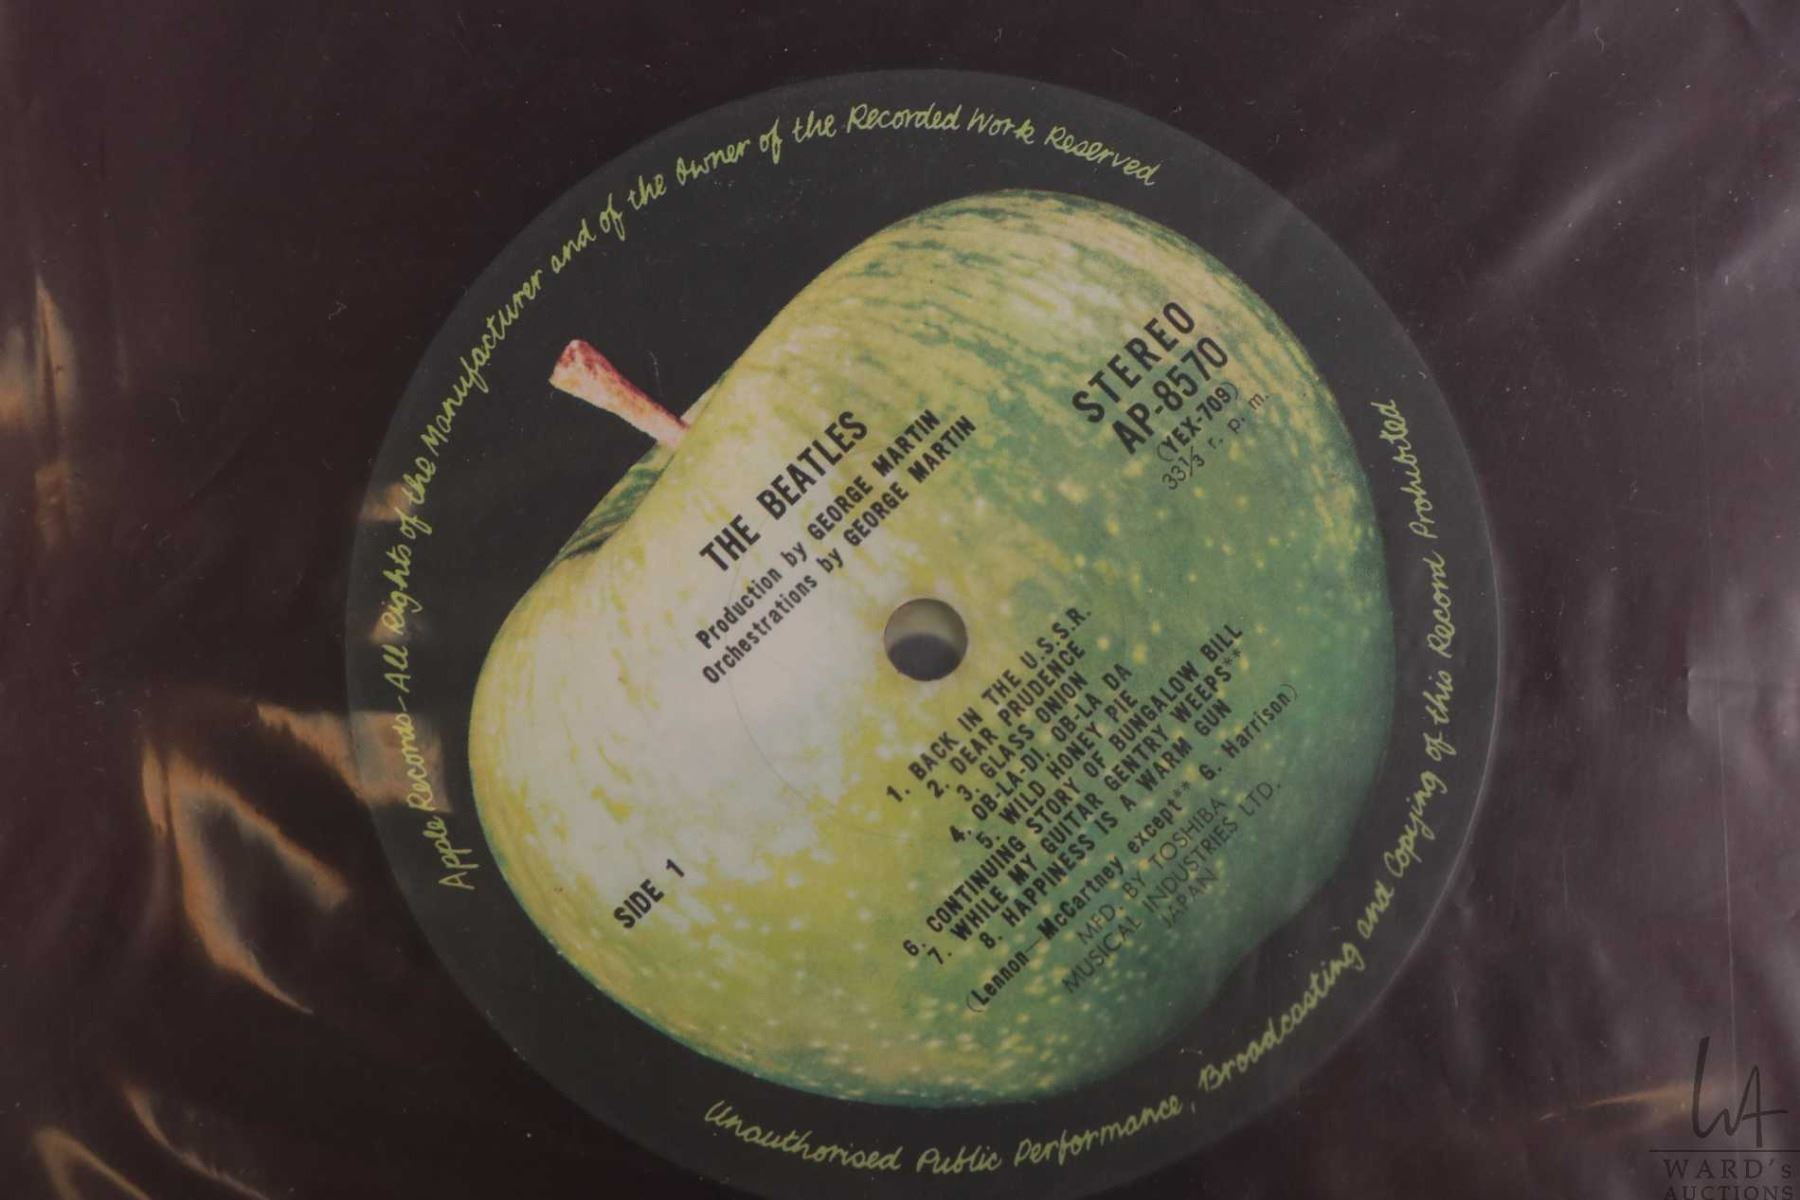 Apple Records-All Rights of the Manufacturer and of the Owner of the Recorded Work Reserved
STEREO
AP-8570
(YEX-709)
33⅓ r. p. m.
THE BEATLES
Production by GEORGE MARTIN
Orchestrations by GEORGE MARTIN
SIDE 1
1. BACK IN THE U.S.S.R.
2. DEAR PRUDENCE
3. GLASS ONION
4. OB-LA-DI, OB-LA, DA
5. WILD HONEY PIE
6. CONTINUING STORY OF BUNGALOW BILL
7. WHILE MY GUITAR GENTRY WEEPS**
8. HAPPINESS IS A WARM GUN
(Lennon—McCartney except** G. Harrison)
MFD. BY TOSHIBA
MUSICAL INDUSTRIES LTD.
JAPAN
Unauthorised Public Performance, Broadcasting and Copying of this Record Prohibited
WA
WARD's
AUCTIONS